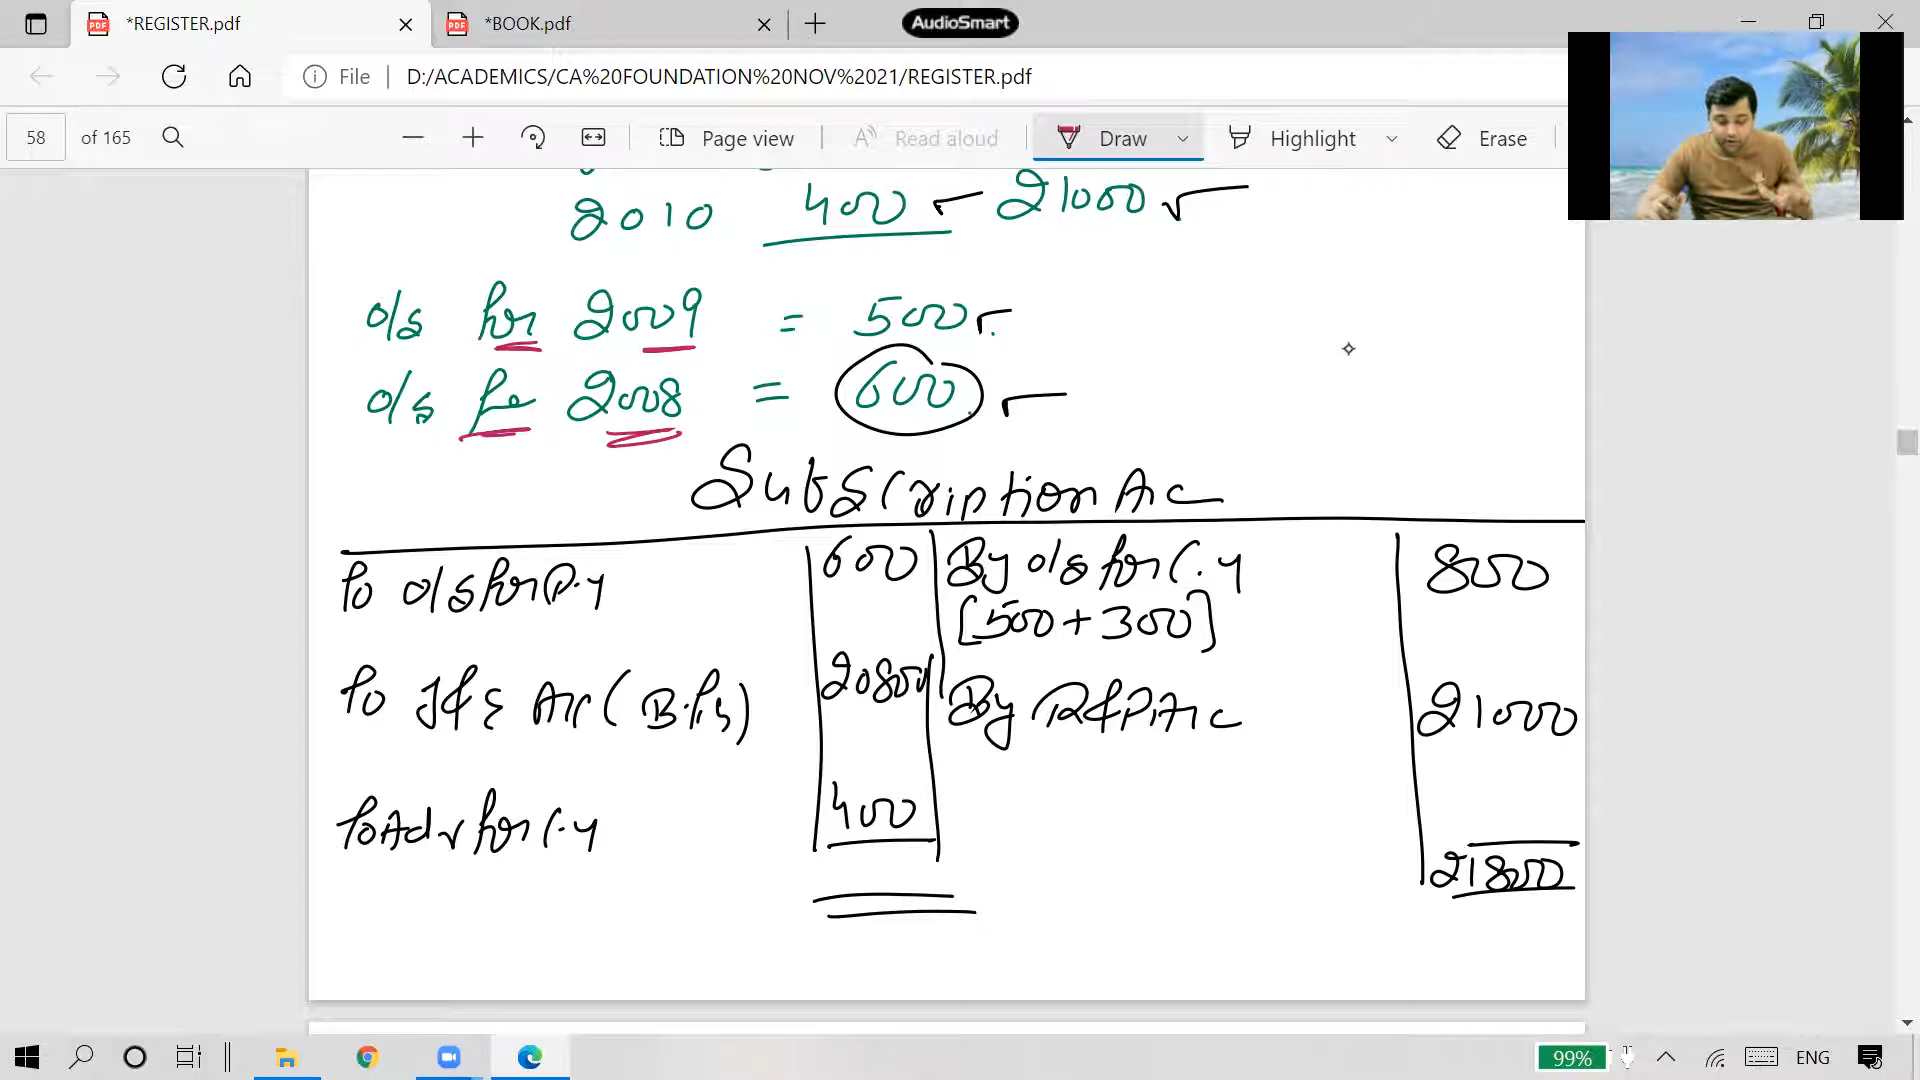 *REGISTER.pdf
*BOOK.pdf
AudioSmart
File D:/ACADEMICS/CA%20FOUNDATION%20NOV%2021/REGISTER.pdf
58 of 165
Page view
Read aloud
Draw
Highlight
Erase
2010 400 21000
o/s for 2009 = 500
o/s for 2008 = 600
Subscription A/c
To o/s for P.Y 600 By o/s for C.Y 800
[500+300]
To I&E A/c (B.fig) 20800 By R&P A/c 21000
To Adv for C.Y 400
21800
99%
ENG